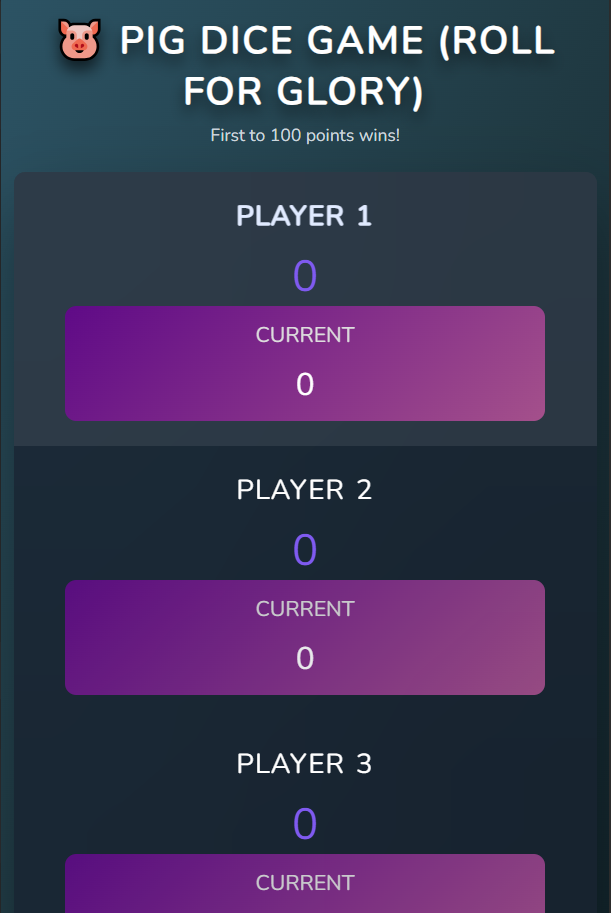 PIG DICE GAME (ROLL
FOR GLORY)
First to 100 points wins!
PLAYER 1
0
CURRENT
0
PLAYER 2
0
CURRENT
0
PLAYER 3
0
CURRENT